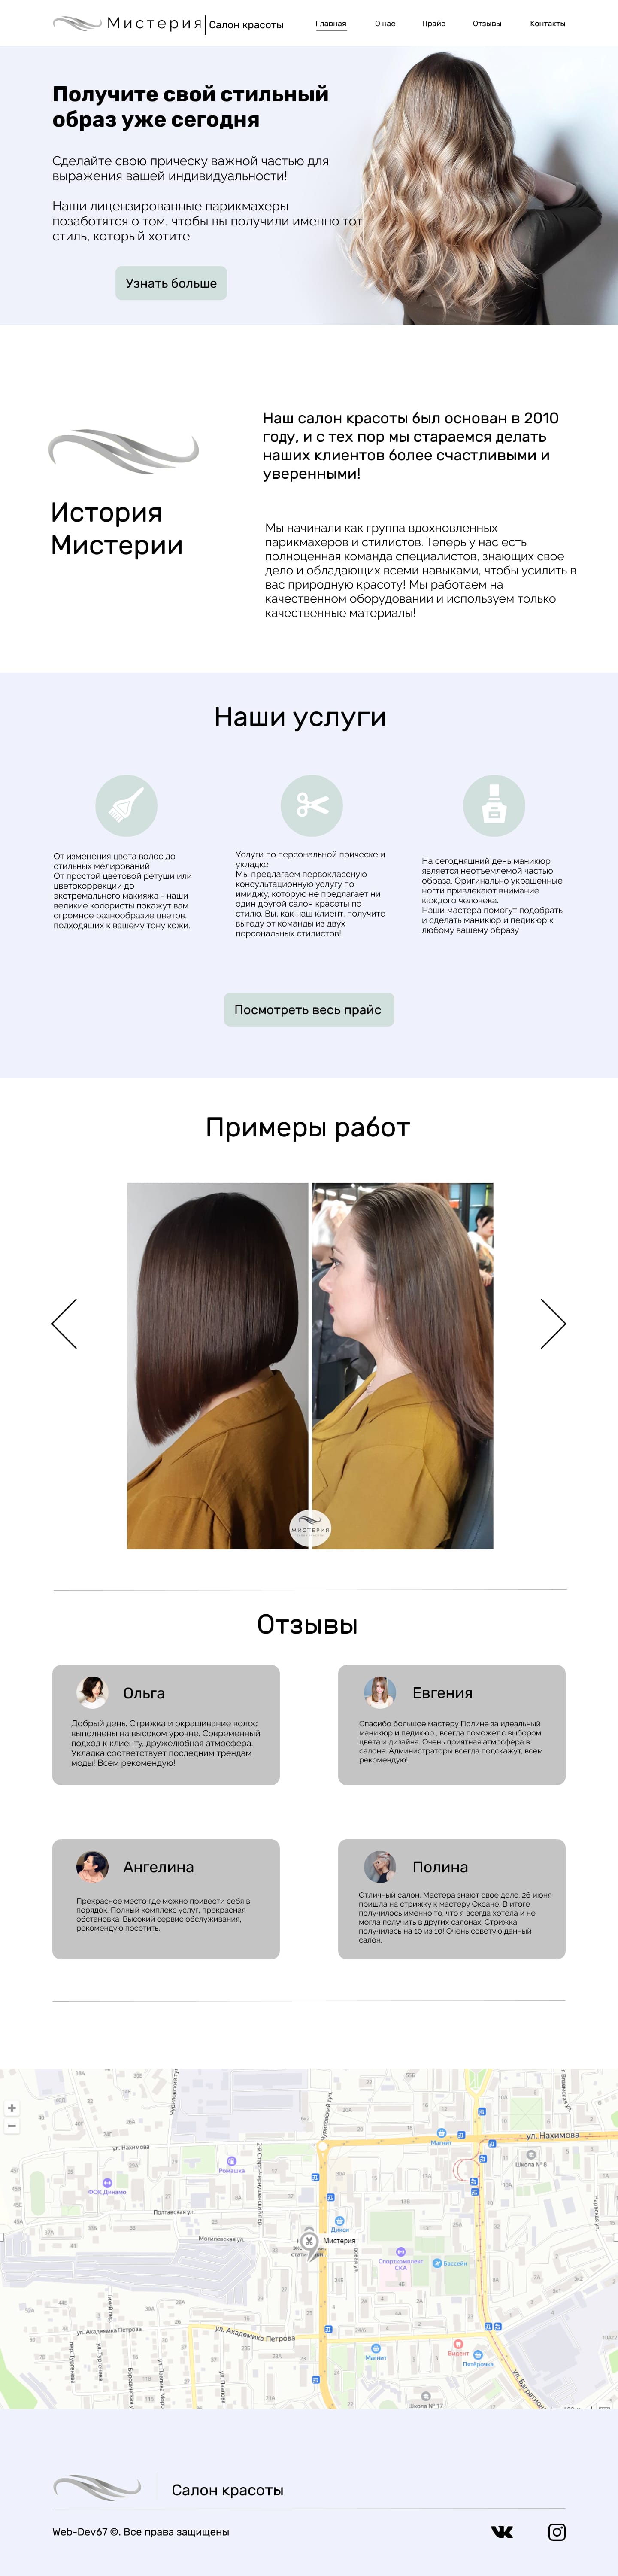 Мистерия Салон красоты
Главная О нас Прайс Отзывы Контакты
Получите свой стильный
образ уже сегодня
Сделайте свою прическу важной частью для
выражения вашей индивидуальности!
Наши лицензированные парикмахеры
позаботятся о том, чтобы вы получили именно тот
стиль, который хотите
Узнать больше
Наш салон красоты был основан в 2010
году, и с тех пор мы стараемся делать
наших клиентов более счастливыми и
уверенными!
История
Мистерии
Мы начинали как группа вдохновленных
парикмахеров и стилистов. Теперь у нас есть
полноценная команда специалистов, знающих свое
дело и обладающих всеми навыками, чтобы усилить в
вас природную красоту! Мы работаем на
качественном оборудовании и используем только
качественные материалы!
Наши услуги
От изменения цвета волос до
стильных мелирований
От простой цветовой ретуши или
цветокоррекции до
экстремального макияжа - наши
великие колористы покажут вам
огромное разнообразие цветов,
подходящих к вашему тону кожи.
Услуги по персональной прическе и
укладке
Мы предлагаем первоклассную
консультационную услугу по
имиджу, которую не предлагает ни
один другой салон красоты по
стилю. Вы, как наш клиент, получите
выгоду от команды из двух
персональных стилистов!
На сегодняшний день маникюр
является неотъемлемой частью
образа. Оригинально украшенные
ногти привлекают внимание
каждого человека.
Наши мастера помогут подобрать
и сделать маникюр и педикюр к
любому вашему образу
Посмотреть весь прайс
Примеры работ
МИСТЕРИЯ
Отзывы
Ольга
Добрый день. Стрижка и окрашивание волос
выполнены на высоком уровне. Современный
подход к клиенту, дружелюбная атмосфера.
Укладка соответствует последним трендам
моды! Всем рекомендую!
Евгения
Спасибо большое мастеру Полине за идеальный
маникюр и педикюр , всегда поможет с выбором
цвета и дизайна. Очень приятная атмосфера в
салоне. Администраторы всегда подскажут, всем
рекомендую!
Ангелина
Прекрасное место где можно привести себя в
порядок. Полный комплекс услуг, прекрасная
обстановка. Высокий сервис обслуживания,
рекомендую посетить.
Полина
Отличный салон. Мастера знают свое дело. 26 июня
пришла на стрижку к мастеру Оксане. В итоге
получилось именно то, что я всегда хотела и не
могла получить в других салонах. Стрижка
получилась на 10 из 10! Очень советую данный
салон.
Чуриловский туп.
ул. Нахимова
Магнит
ул. Нахимова
Школа № 8
Ромашка
ФОК Динамо
Полтавская ул.
Дикси
Могилёвская ул.
Мистерия
Спорткомплекс
СКА
Бассейн
ул. Академика Петрова
ул. Академика Петрова
Видент
Магнит
Пятёрочка
пер. Тургенева
ул. Тургенева
ул. Павлова
Школа № 17
Салон красоты
Web-Dev67 ©. Все права защищены